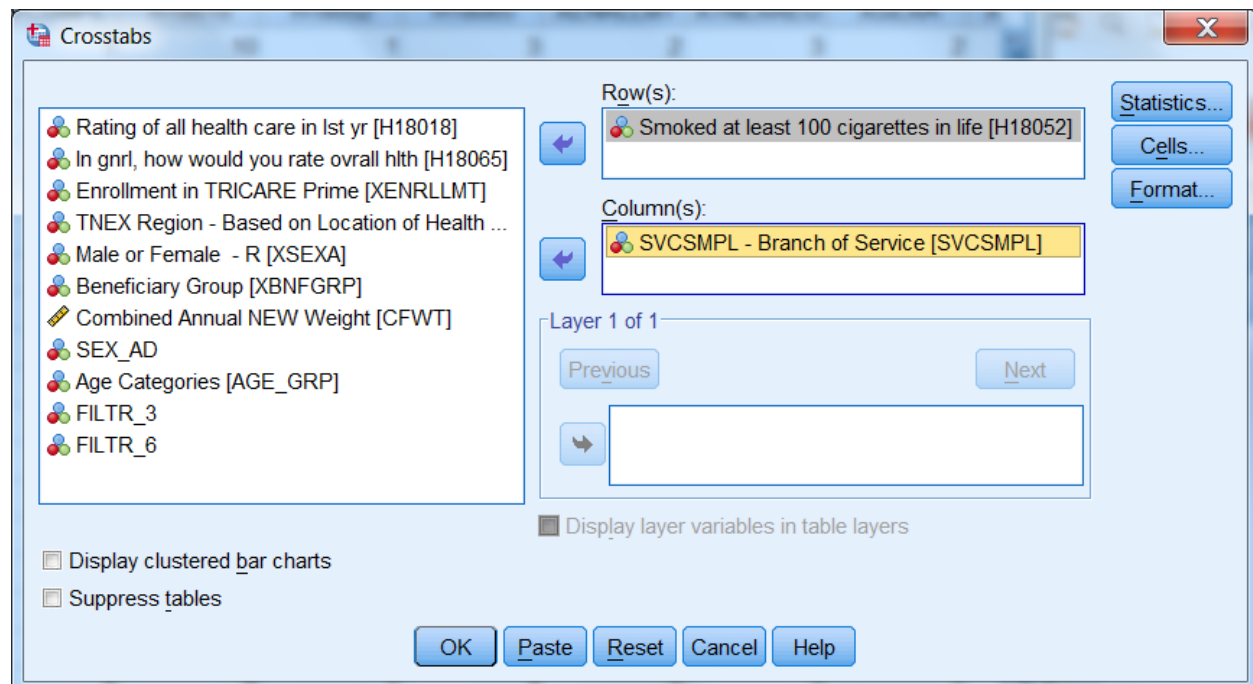 Crosstabs
Rating of all health care in lst yr [H18018]
In gnrl, how would you rate ovrall hlth [H18065]
Enrollment in TRICARE Prime [XENRLLMT]
TNEX Region - Based on Location of Health ...
Male or Female - R [XSEXA]
Beneficiary Group [XBNFGRP]
Combined Annual NEW Weight [CFWT]
SEX_AD
Age Categories [AGE_GRP]
FILTR_3
FILTR_6
Row(s):
Smoked at least 100 cigarettes in life [H18052]
Column(s):
SVCSMPL - Branch of Service [SVCSMPL]
Layer 1 of 1
Previous
Next
Display layer variables in table layers
Statistics...
Cells...
Format...
Display clustered bar charts
Suppress tables
OK
Paste
Reset
Cancel
Help